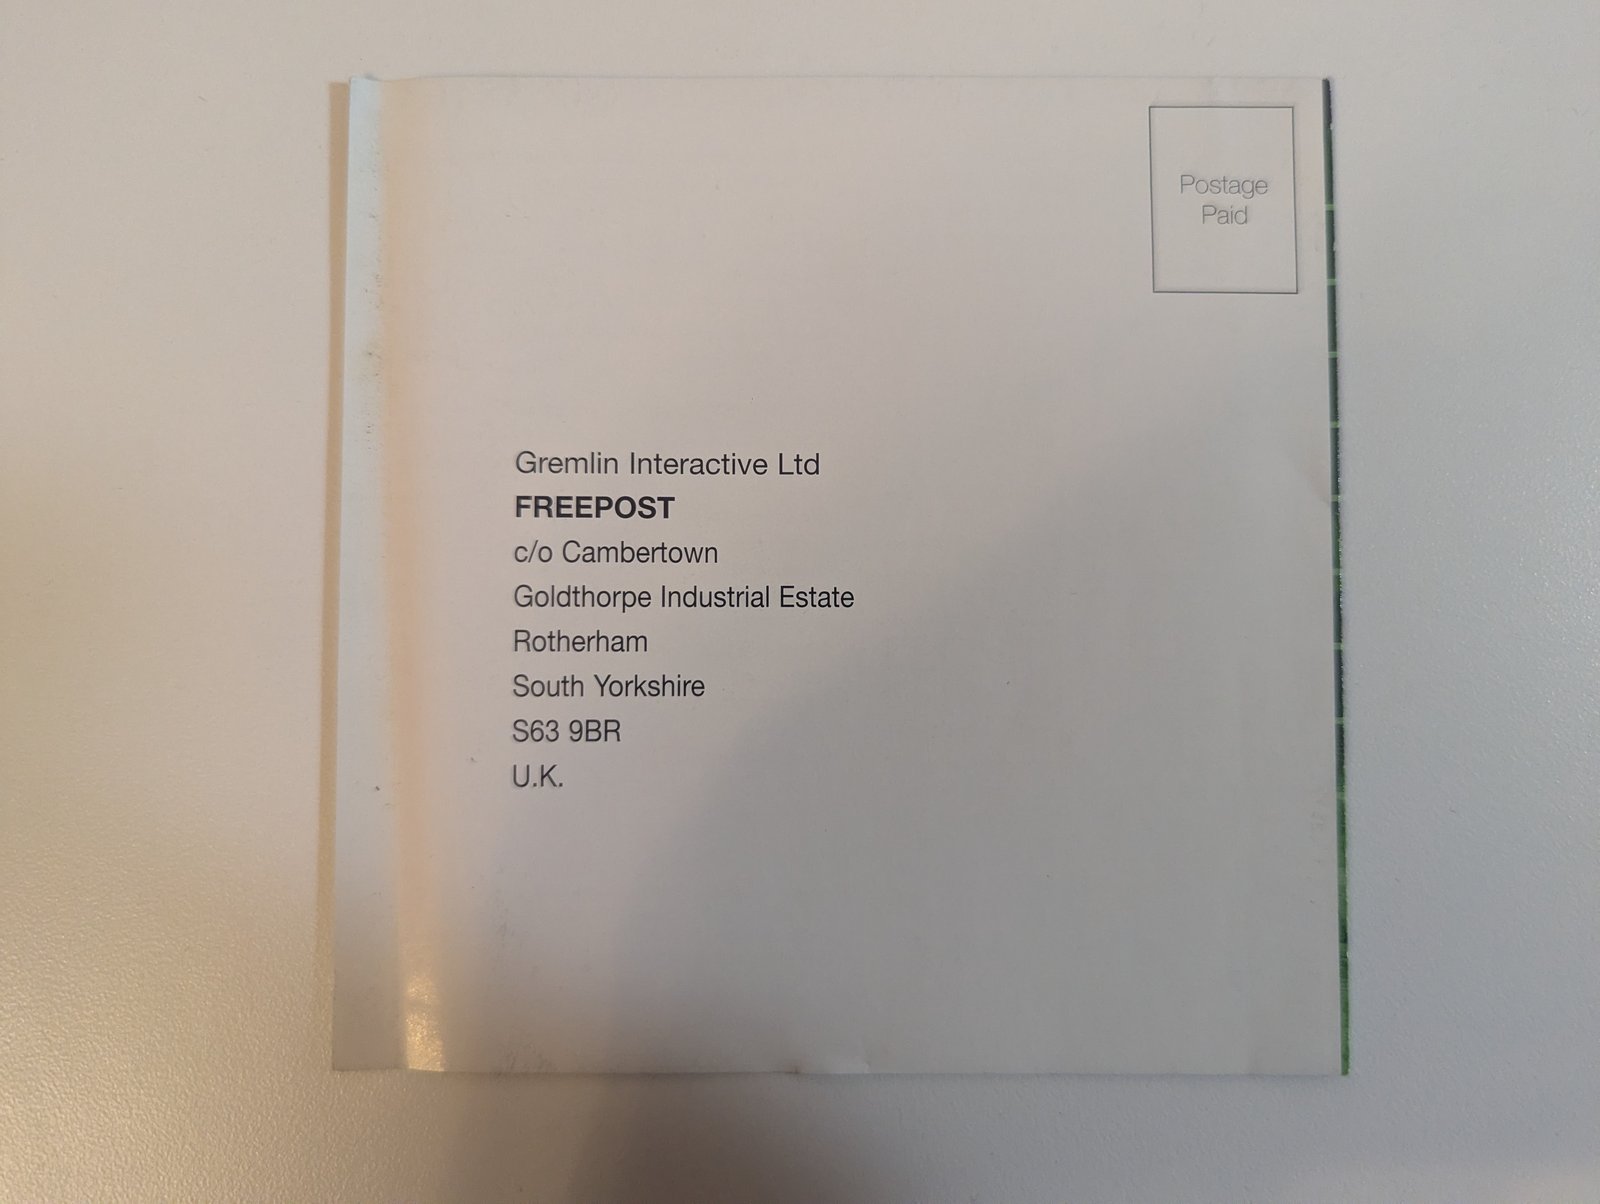 Postage
Paid
Gremlin Interactive Ltd
FREEPOST
c/o Cambertown
Goldthorpe Industrial Estate
Rotherham
South Yorkshire
S63 9BR
U.K.